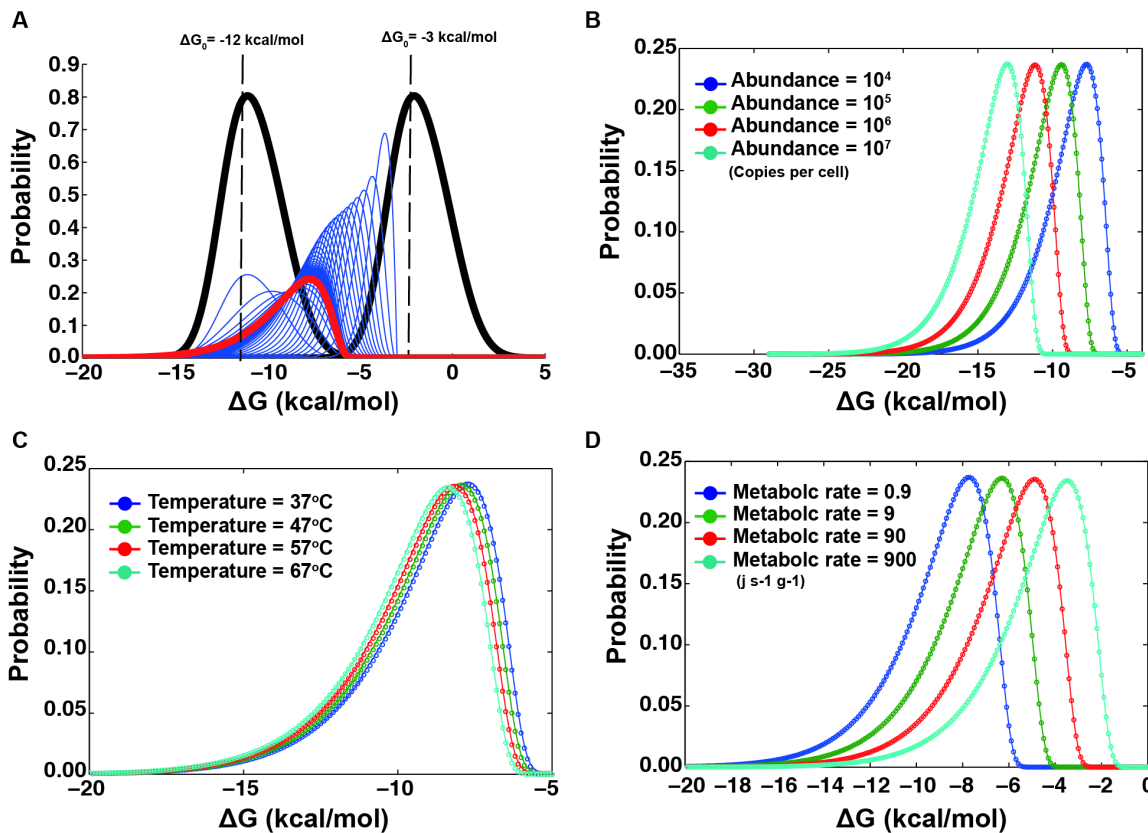 A
ΔG₀= -12 kcal/mol
ΔG₀= -3 kcal/mol
0.9
0.8
0.7
0.6
0.5
0.4
0.3
0.2
0.1
0.0
Probability
−20 −15 −10 −5 0 5
ΔG (kcal/mol)
B
0.25
0.20
0.15
0.10
0.05
0.00
Probability
Abundance = 10⁴
Abundance = 10⁵
Abundance = 10⁶
Abundance = 10⁷
(Copies per cell)
−35 −30 −25 −20 −15 −10 −5
ΔG (kcal/mol)
C
0.25
0.20
0.15
0.10
0.05
0.00
Probability
Temperature = 37ºC
Temperature = 47ºC
Temperature = 57ºC
Temperature = 67ºC
−20 −15 −10 −5
ΔG (kcal/mol)
D
0.25
0.20
0.15
0.10
0.05
0.00
Probability
Metabolc rate = 0.9
Metabolc rate = 9
Metabolc rate = 90
Metabolc rate = 900
(j s-1 g-1)
−20 −18 −16 −14 −12 −10 −8 −6 −4 −2 0
ΔG (kcal/mol)